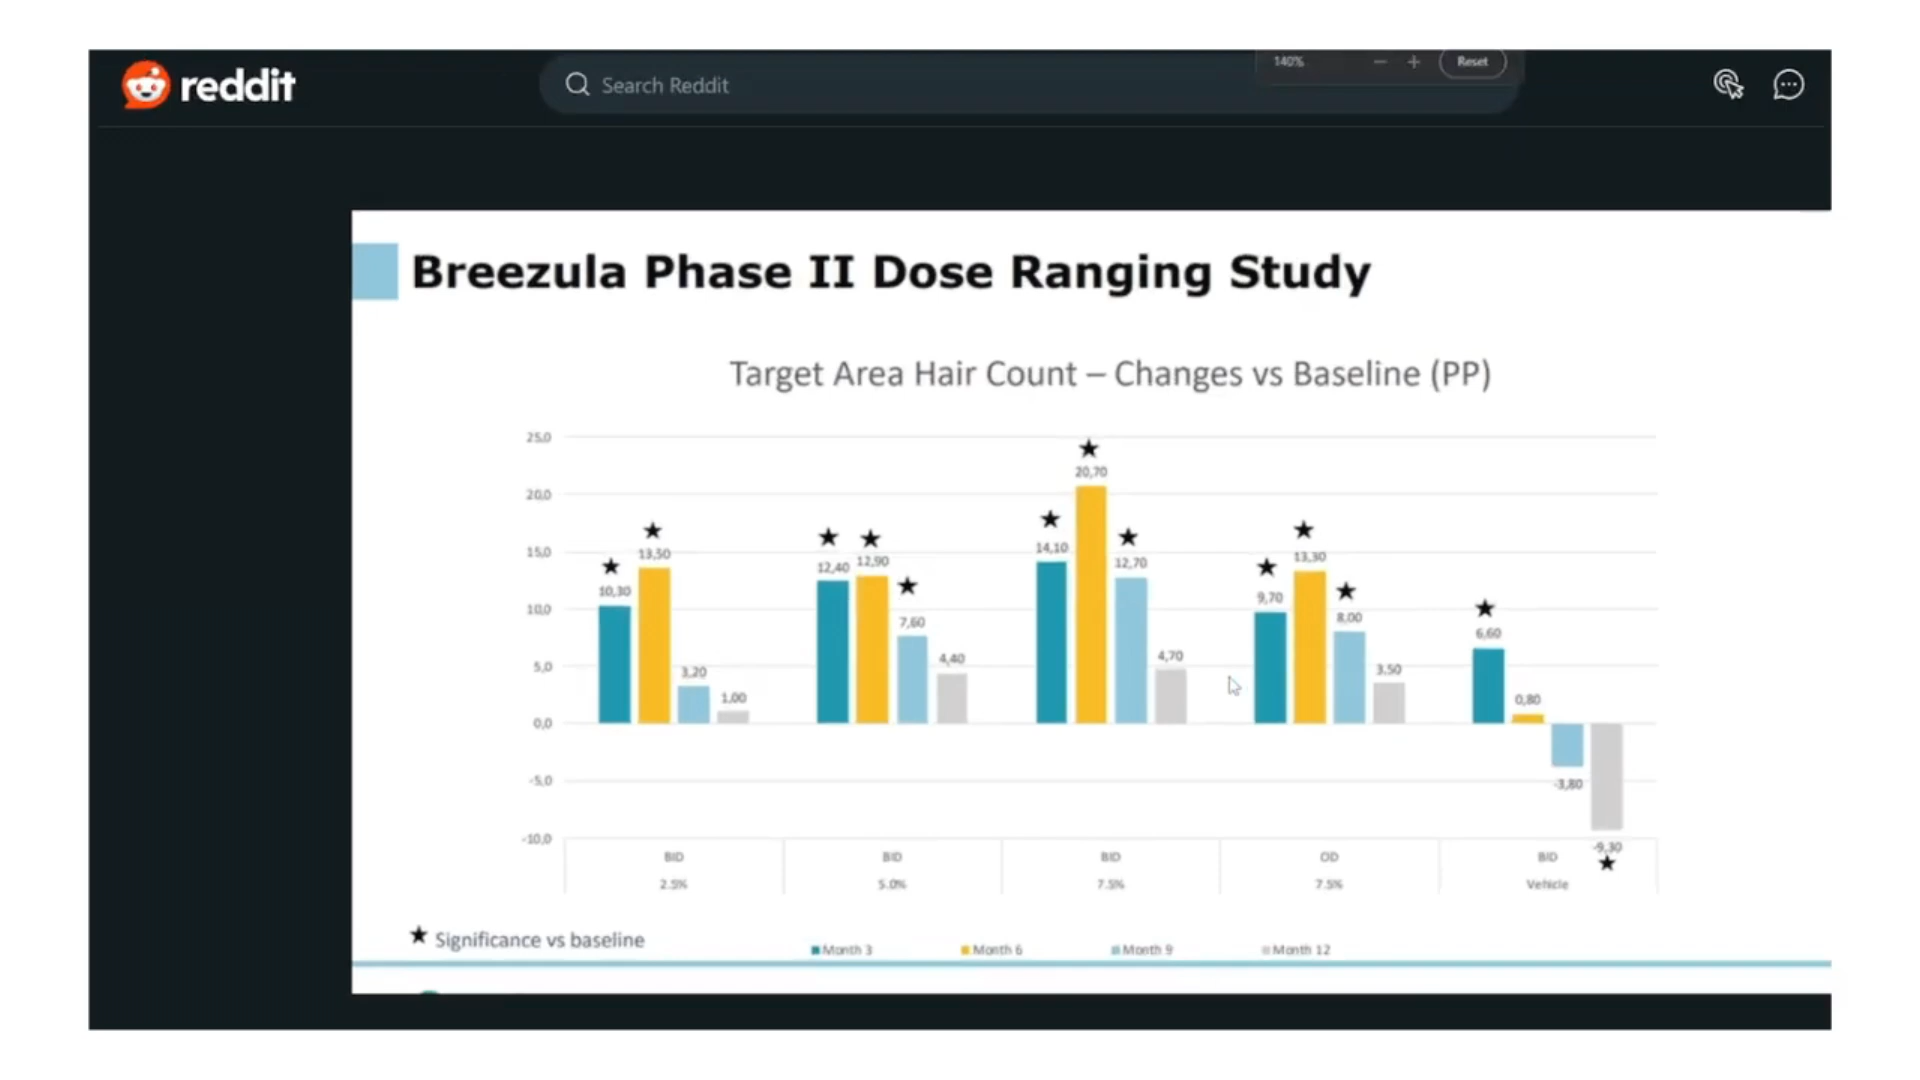 reddit
Search Reddit
140%
Reset
Breezula Phase II Dose Ranging Study
Target Area Hair Count – Changes vs Baseline (PP)
25,0
20,0
15,0
10,0
5,0
0,0
-5,0
-10,0
10,30
13,50
3,20
1,00
12,40
12,90
7,60
4,40
14,10
20,70
12,70
4,70
9,70
13,30
8,00
3,50
6,60
0,80
-3,80
-9,30
BID
BID
BID
OD
BID
2.5%
5.0%
7.5%
7.5%
Vehicle
Significance vs baseline
Month 3
Month 6
Month 9
Month 12